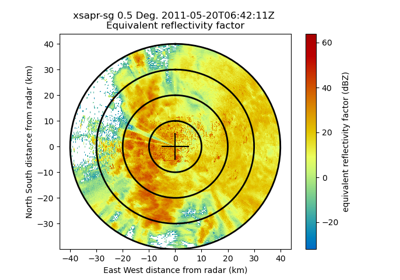 xsapr-sg 0.5 Deg. 2011-05-20T06:42:11Z
Equivalent reflectivity factor
40
30
20
10
0
−10
−20
−30
−40
North South distance from radar (km)
−40 −30 −20 −10 0 10 20 30 40
East West distance from radar (km)
60
40
20
0
−20
equivalent reflectivity factor (dBZ)